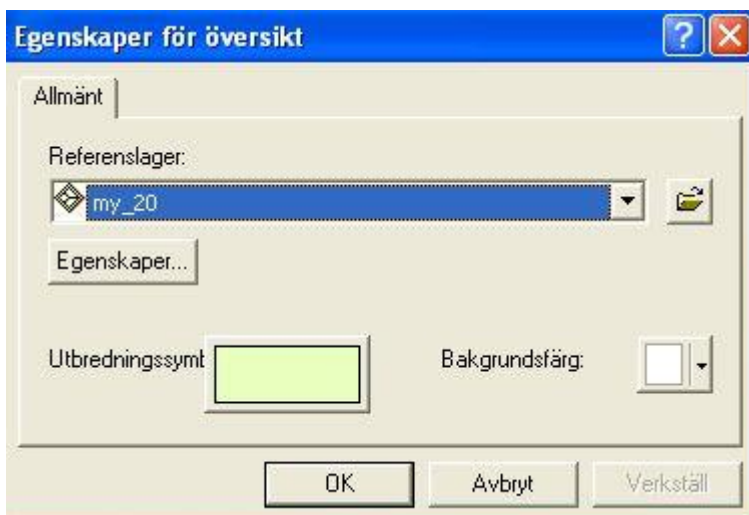 Egenskaper för översikt
Allmänt
Referenslager:
my_20
Egenskaper...
Utbredningssymb Bakgrundsfärg:
OK Avbryt Verkställ